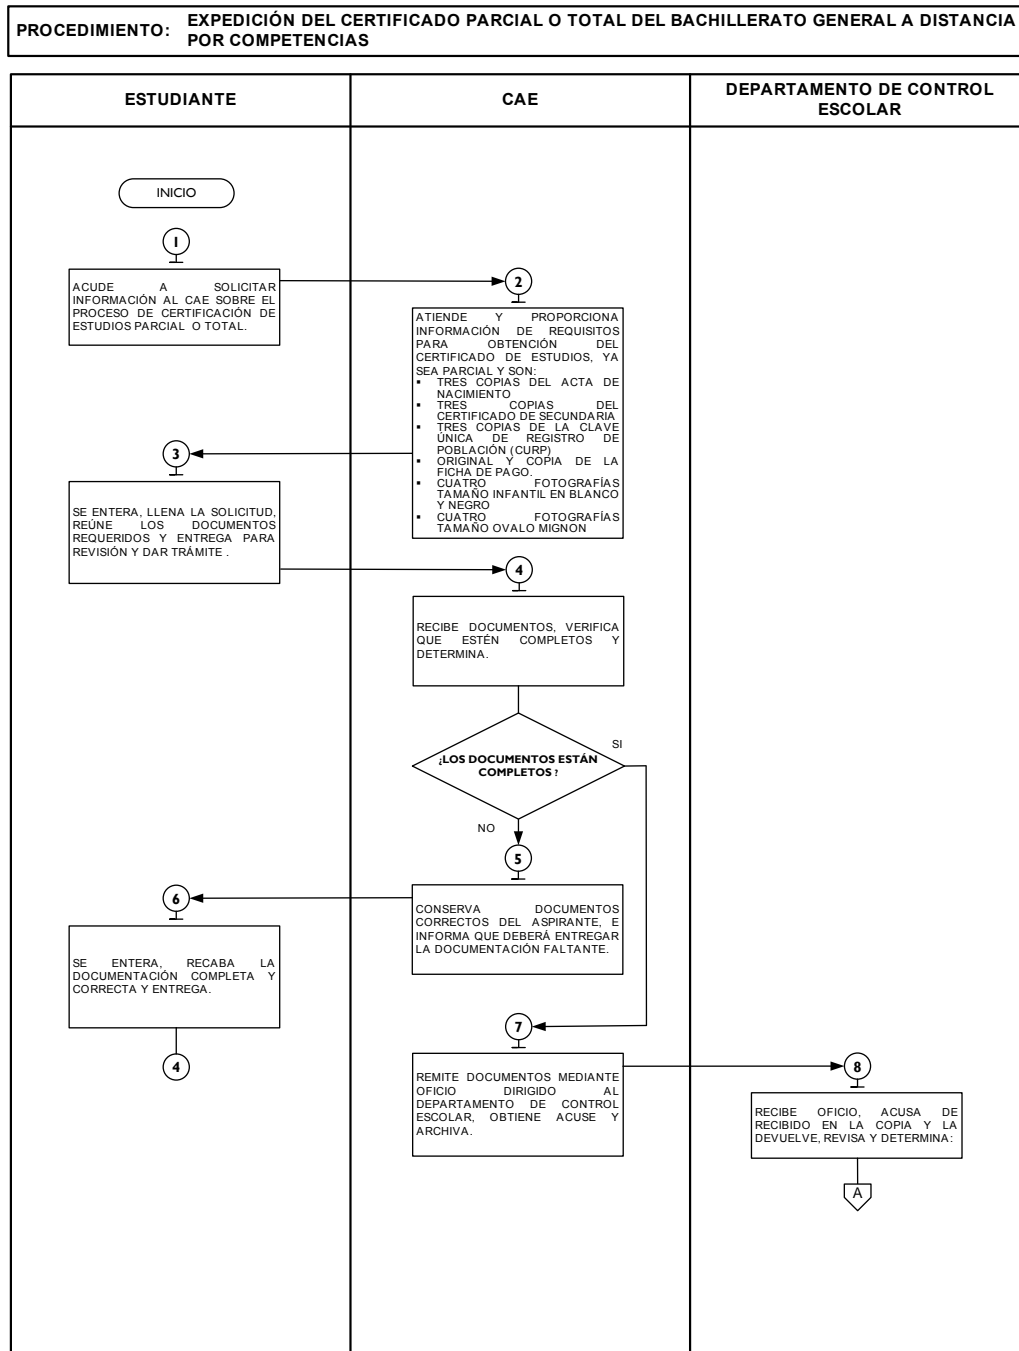 PROCEDIMIENTO: EXPEDICIÓN DEL CERTIFICADO PARCIAL O TOTAL DEL BACHILLERATO GENERAL A DISTANCIA
POR COMPETENCIAS
ESTUDIANTE
CAE
DEPARTAMENTO DE CONTROL
ESCOLAR
INICIO
1
ACUDE A SOLICITAR
INFORMACIÓN AL CAE SOBRE EL
PROCESO DE CERTIFICACIÓN DE
ESTUDIOS PARCIAL O TOTAL.
2
ATIENDE Y PROPORCIONA
INFORMACIÓN DE REQUISITOS
PARA OBTENCIÓN DEL
CERTIFICADO DE ESTUDIOS, YA
SEA PARCIAL Y SON:
▪ TRES COPIAS DEL ACTA DE
NACIMIENTO
▪ TRES COPIAS DEL
CERTIFICADO DE SECUNDARIA
▪ TRES COPIAS DE LA CLAVE
ÚNICA DE REGISTRO DE
POBLACIÓN (CURP)
▪ ORIGINAL Y COPIA DE LA
FICHA DE PAGO.
▪ CUATRO FOTOGRAFÍAS
TAMAÑO INFANTIL EN BLANCO
Y NEGRO
▪ CUATRO FOTOGRAFÍAS
TAMAÑO OVALO MIGNON
3
SE ENTERA, LLENA LA SOLICITUD,
REÚNE LOS DOCUMENTOS
REQUERIDOS Y ENTREGA PARA
REVISIÓN Y DAR TRÁMITE .
4
RECIBE DOCUMENTOS, VERIFICA
QUE ESTÉN COMPLETOS Y
DETERMINA.
¿LOS DOCUMENTOS ESTÁN
COMPLETOS ?
SI
NO
5
CONSERVA DOCUMENTOS
CORRECTOS DEL ASPIRANTE, E
INFORMA QUE DEBERÁ ENTREGAR
LA DOCUMENTACIÓN FALTANTE.
6
SE ENTERA, RECABA LA
DOCUMENTACIÓN COMPLETA Y
CORRECTA Y ENTREGA.
4
7
REMITE DOCUMENTOS MEDIANTE
OFICIO DIRIGIDO AL
DEPARTAMENTO DE CONTROL
ESCOLAR, OBTIENE ACUSE Y
ARCHIVA.
8
RECIBE OFICIO, ACUSA DE
RECIBIDO EN LA COPIA Y LA
DEVUELVE, REVISA Y DETERMINA:
A